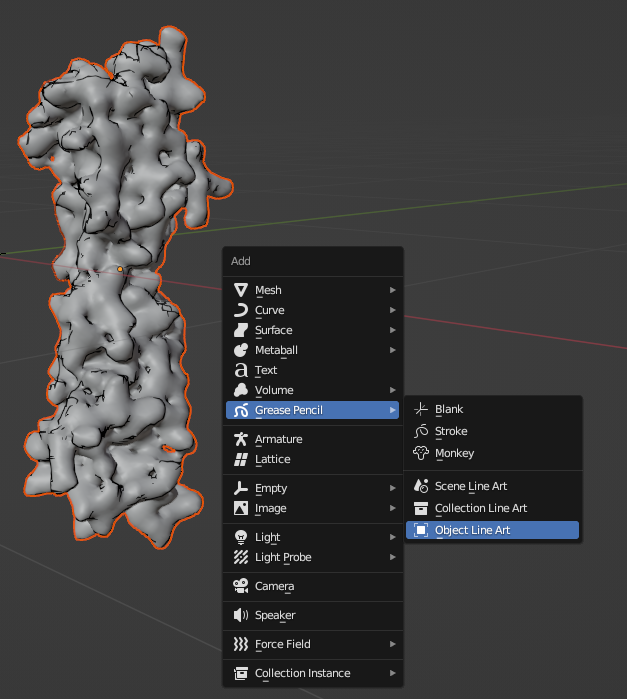 Add
Mesh
Curve
Surface
Metaball
Text
Volume
Grease Pencil
Armature
Lattice
Empty
Image
Light
Light Probe
Camera
Speaker
Force Field
Collection Instance
Blank
Stroke
Monkey
Scene Line Art
Collection Line Art
Object Line Art